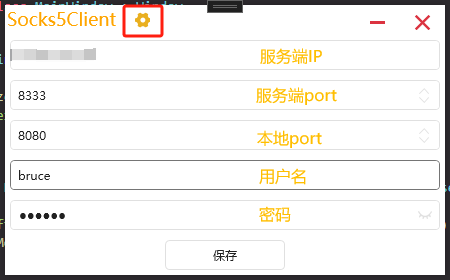 Socks5Client
服务端IP
8333 服务端port
8080 本地port
bruce 用户名
●●●●●● 密码
保存